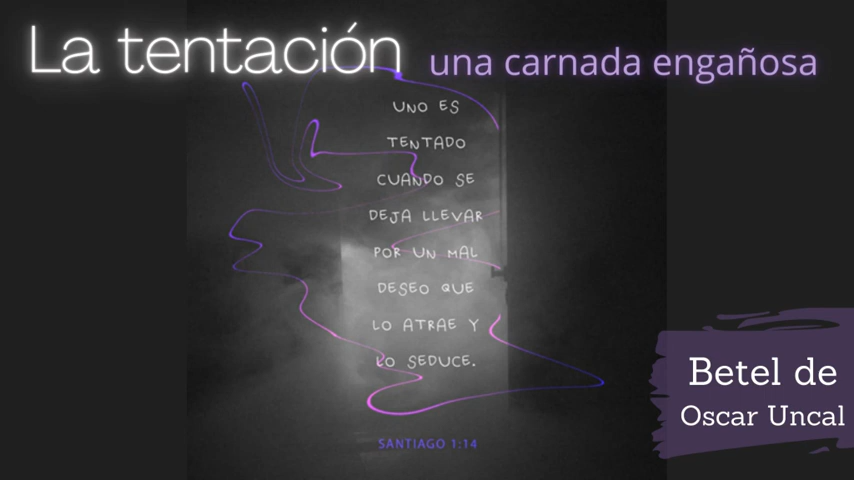 La tentación una carnada engañosa
UNO ES
TENTADO
CUANDO SE
DEJA LLEVAR
POR UN MAL
DESEO QUE
LO ATRAE Y
LO SEDUCE.
SANTIAGO 1:14
Betel de
Oscar Uncal